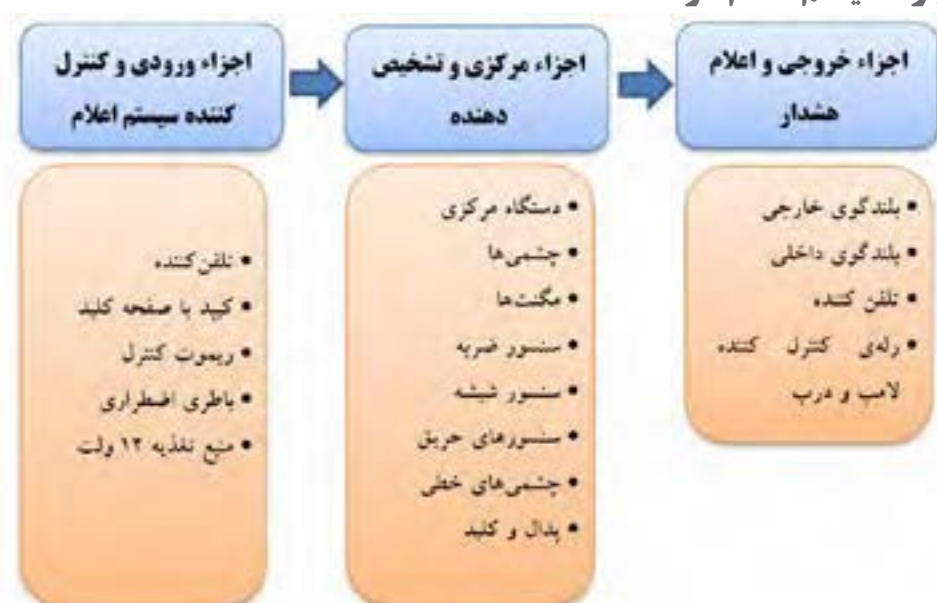 اجزاء ورودی و کنترل
کننده سیستم اعلام
• تلفن‌کننده
• کیپد یا صفحه کلید
• ریموت کنترل
• باطری اضطراری
• منبع تغذیه ۱۲ ولت
اجزاء مرکزی و تشخیص
دهنده
• دستگاه مرکزی
• چشمی‌ها
• مگنت‌ها
• سنسور ضربه
• سنسور شیشه
• سنسورهای حریق
• چشمی‌های خطی
• پدال و کلید
اجزاء خروجی و اعلام
هشدار
• بلندگوی خارجی
• بلندگوی داخلی
• تلفن کننده
• رله‌ی کنترل کننده
لامپ و درب